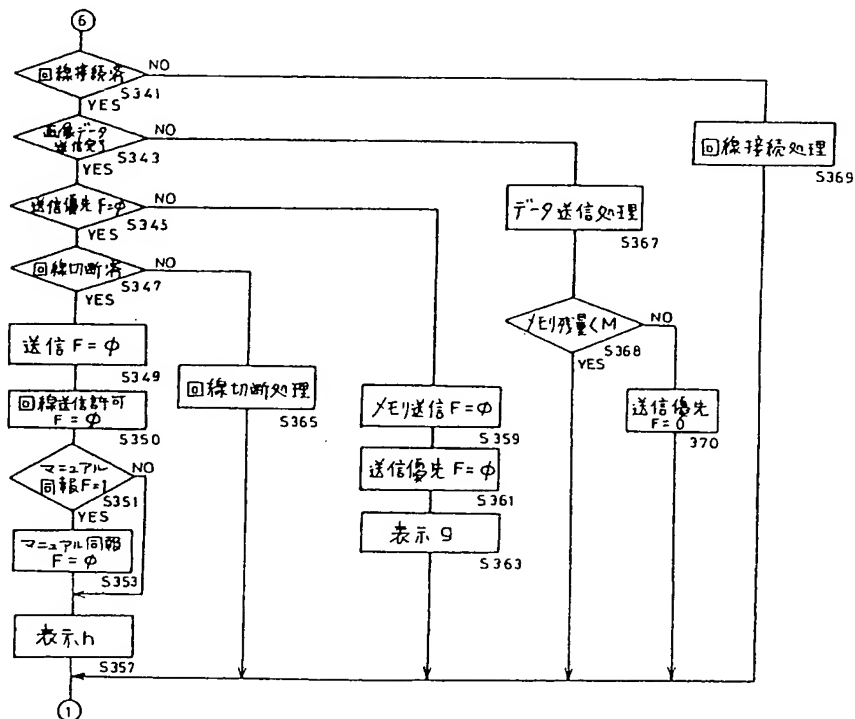 6
回線接続済
NO
S341
YES
画像データ
送信完了
NO
S343
YES
送信優先 F=φ
NO
S345
YES
回線切断済
NO
S347
YES
送信 F=φ
S349
回線送信許可
F=φ
S350
マニュアル
同報F=1
NO
S351
YES
マニュアル同報
F=φ
S353
表示h
S357
1
回線切断処理
S365
メモリ送信 F=φ
S359
送信優先 F=φ
S361
表示 g
S363
データ送信処理
S367
メモリ残量<M
NO
S368
YES
送信優先
F=0
370
回線接続処理
S369